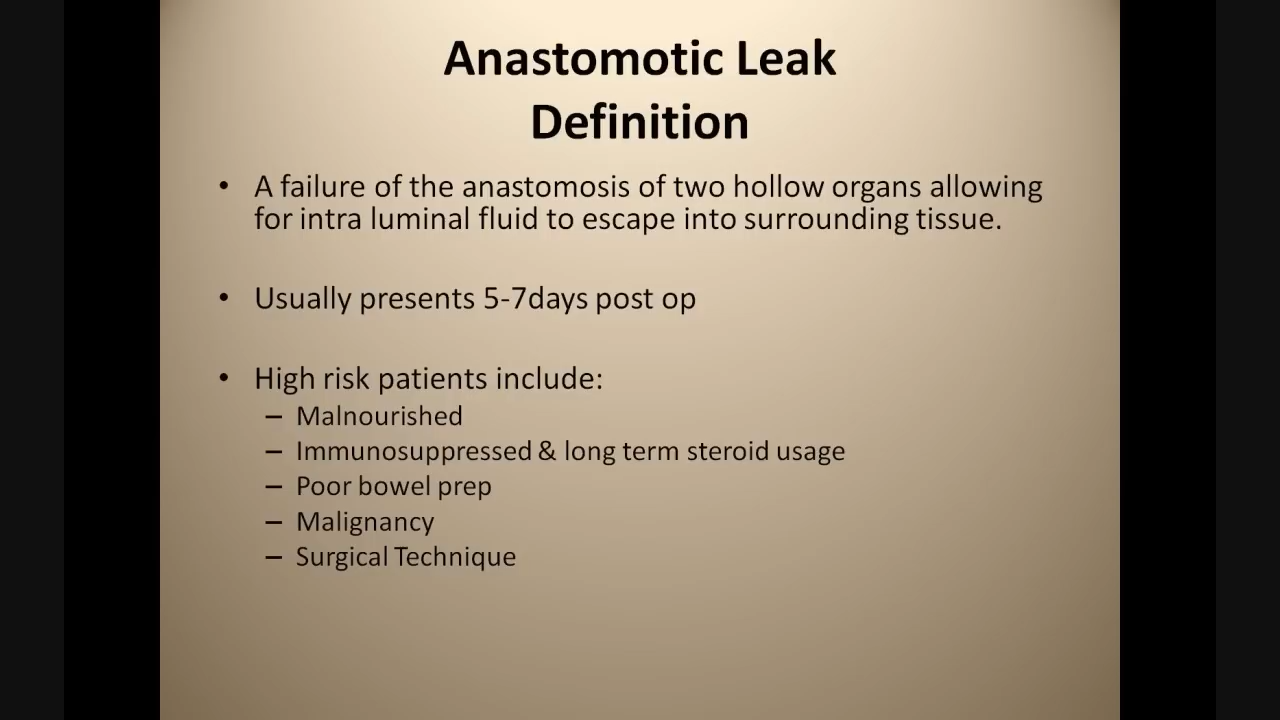 Anastomotic Leak
Definition
• A failure of the anastomosis of two hollow organs allowing
for intra luminal fluid to escape into surrounding tissue.
• Usually presents 5-7days post op
• High risk patients include:
– Malnourished
– Immunosuppressed & long term steroid usage
– Poor bowel prep
– Malignancy
– Surgical Technique